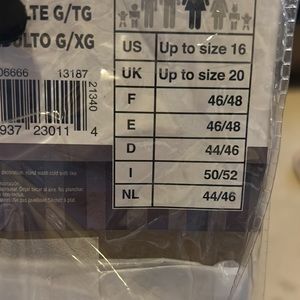 LTE G/TG
DULTO G/XG
06666 13187
21340
937 23011 4
US Up to size 16
UK Up to size 20
F 46/48
E 46/48
D 44/46
I 50/52
NL 44/46